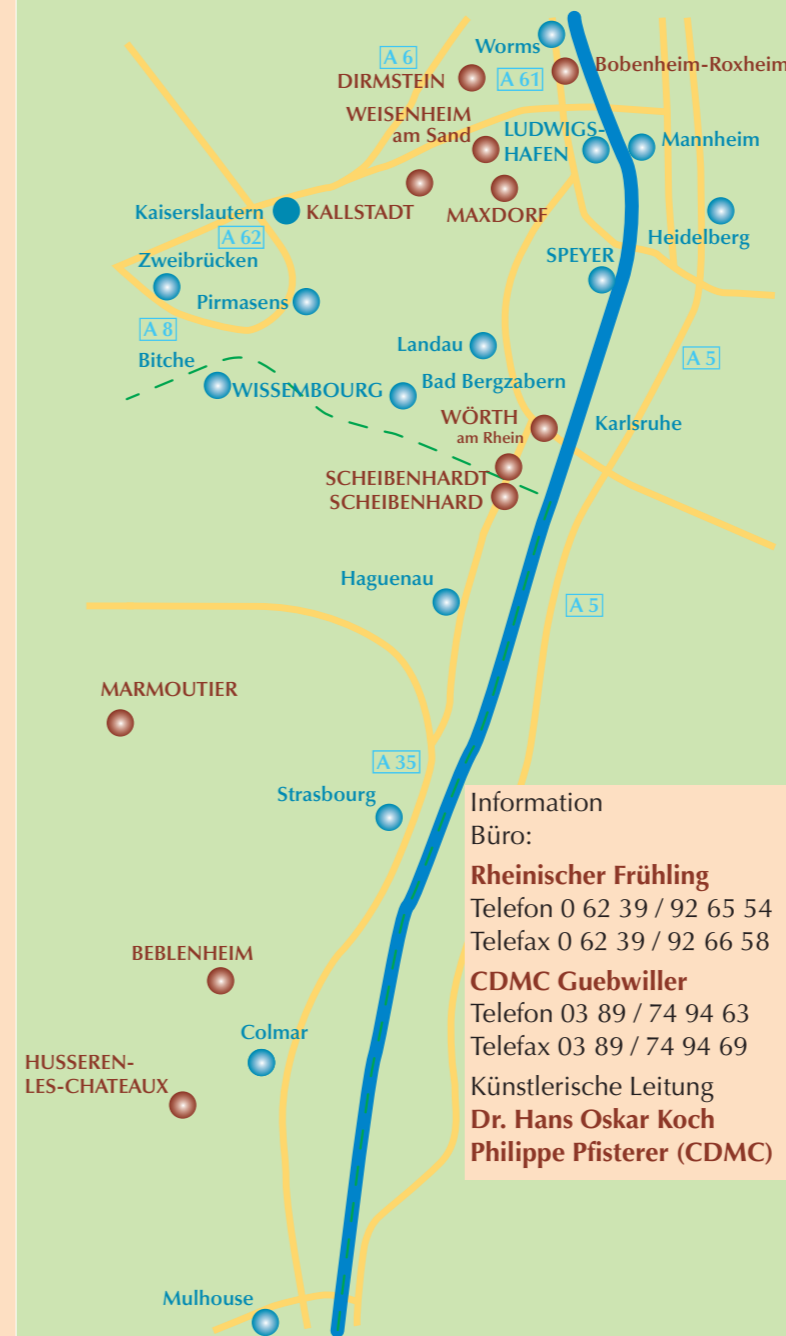 Worms
A 6
Bobenheim-Roxheim
DIRMSTEIN
A 61
WEISENHEIM
am Sand
LUDWIGS-
HAFEN
Mannheim
Kaiserslautern
KALLSTADT
MAXDORF
A 62
Heidelberg
Zweibrücken
SPEYER
Pirmasens
A 8
Landau
Bitche
A 5
WISSEMBOURG
Bad Bergzabern
WÖRTH
am Rhein
Karlsruhe
SCHEIBENHARDT
SCHEIBENHARD
Haguenau
A 5
MARMOUTIER
A 35
Strasbourg
BEBLENHEIM
Colmar
HUSSEREN-
LES-CHATEAUX
Mulhouse
Information
Büro:
Rheinischer Frühling
Telefon 0 62 39 / 92 65 54
Telefax 0 62 39 / 92 66 58
CDMC Guebwiller
Telefon 03 89 / 74 94 63
Telefax 03 89 / 74 94 69
Künstlerische Leitung
Dr. Hans Oskar Koch
Philippe Pfisterer (CDMC)